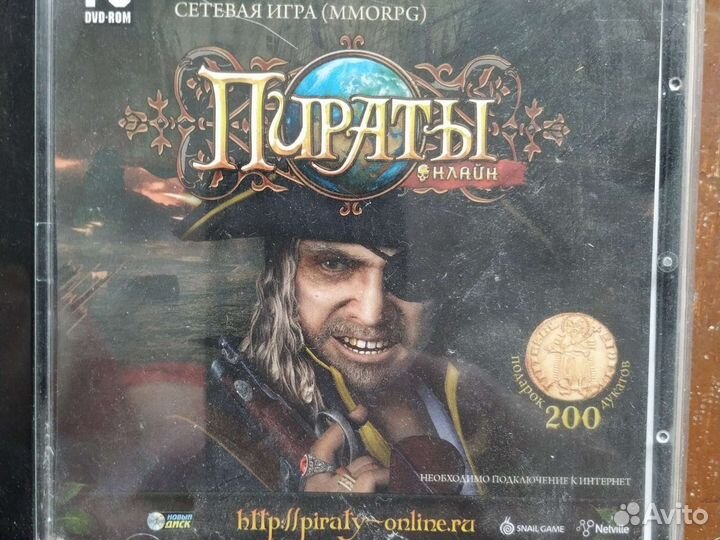 PC
DVD-ROM
СЕТЕВАЯ ИГРА (MMORPG)
ПИРАТЫ
ОНЛАЙН
подарок 200 дукатов
НЕОБХОДИМО ПОДКЛЮЧЕНИЕ К ИНТЕРНЕТ
НОВЫЙ ДИСК
http://piraty-online.ru
SNAIL GAME
Netville
Avito